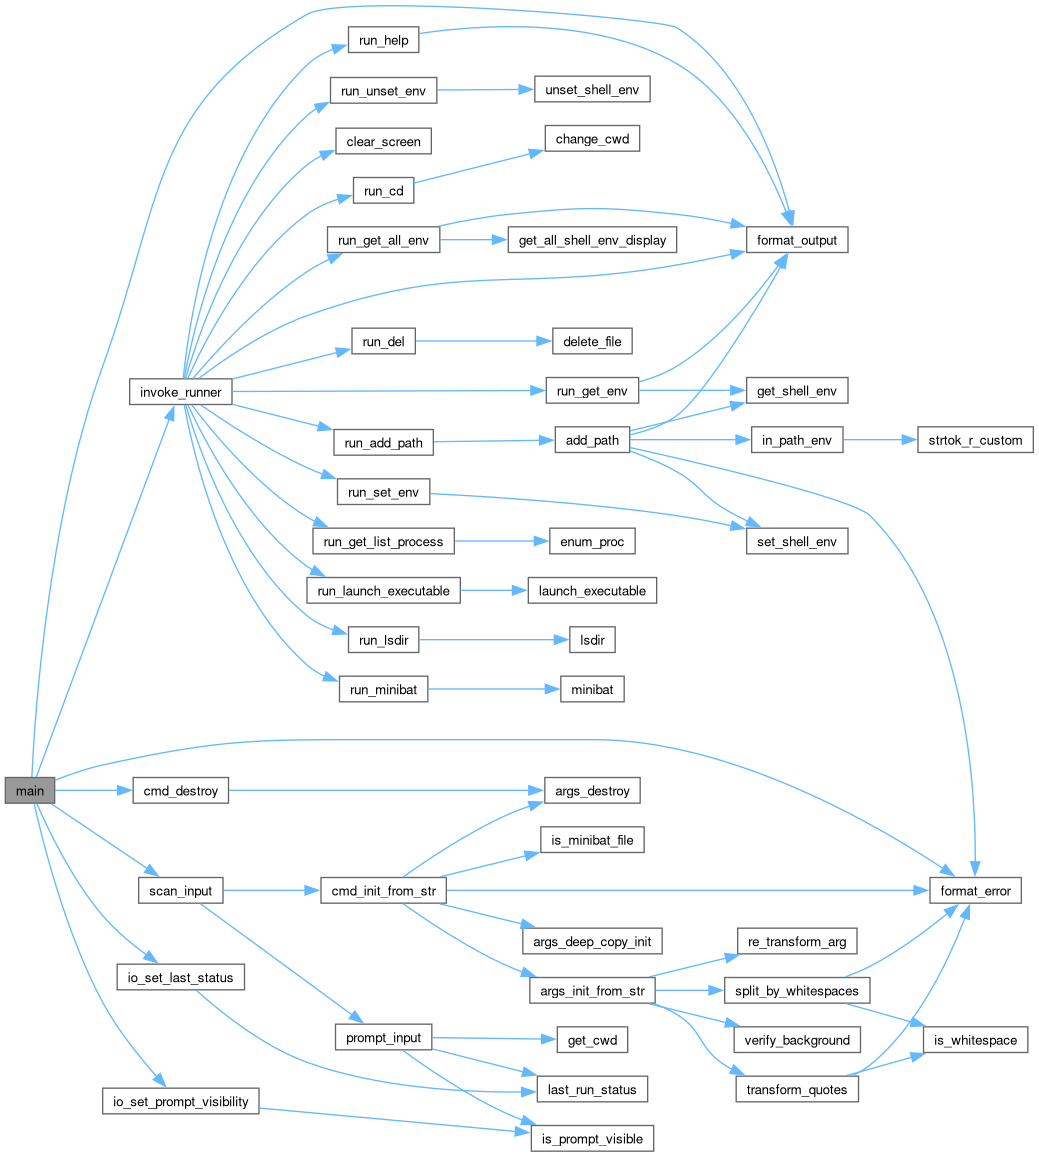 run_help
run_unset_env
unset_shell_env
clear_screen
change_cwd
run_cd
run_get_all_env
get_all_shell_env_display
format_output
run_del
delete_file
invoke_runner
run_get_env
get_shell_env
run_add_path
add_path
in_path_env
strtok_r_custom
run_set_env
run_get_list_process
enum_proc
set_shell_env
run_launch_executable
launch_executable
run_lsdir
lsdir
run_minibat
minibat
main
cmd_destroy
args_destroy
is_minibat_file
scan_input
cmd_init_from_str
format_error
args_deep_copy_init
re_transform_arg
io_set_last_status
args_init_from_str
split_by_whitespaces
prompt_input
get_cwd
verify_background
is_whitespace
last_run_status
transform_quotes
io_set_prompt_visibility
is_prompt_visible